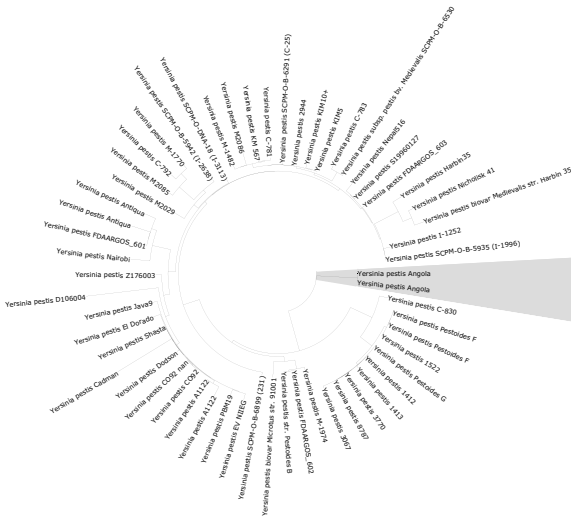 Yersinia pestis SCPM-O-B-6291 (C-25)
Yersinia pestis 2944
Yersinia pestis KIM10+
Yersinia pestis KIM5
Yersinia pestis C-783
Yersinia pestis subsp. pestis bv. Medievalis SCPM-O-B-6530
Yersinia pestis Nepal516
Yersinia pestis S19960127
Yersinia pestis FDAARGOS_603
Yersinia pestis Harbin35
Yersinia pestis Nicholisk 41
Yersinia pestis biovar Medievalis str. Harbin 35
Yersinia pestis I-1252
Yersinia pestis SCPM-O-B-5935 (I-1996)
Yersinia pestis Angola
Yersinia pestis Angola
Yersinia pestis C-830
Yersinia pestis Pestoides F
Yersinia pestis Pestoides F
Yersinia pestis 1522
Yersinia pestis Pestoides G
Yersinia pestis 1412
Yersinia pestis 1413
Yersinia pestis 3770
Yersinia pestis 8787
Yersinia pestis 3067
Yersinia pestis M-1974
Yersinia pestis FDAARGOS_602
Yersinia pestis str. Pestoides B
Yersinia pestis biovar Microtus str. 91001
Yersinia pestis SCPM-O-B-6899 (231)
Yersinia pestis EV NIIEG
Yersinia pestis PBM19
Yersinia pestis A1122
Yersinia pestis A1122
Yersinia pestis CO92
Yersinia pestis CO92_nan
Yersinia pestis Dodson
Yersinia pestis Cadman
Yersinia pestis Shasta
Yersinia pestis El Dorado
Yersinia pestis Java9
Yersinia pestis D106004
Yersinia pestis Z176003
Yersinia pestis Nairobi
Yersinia pestis FDAARGOS_601
Yersinia pestis Antiqua
Yersinia pestis Antiqua
Yersinia pestis M2029
Yersinia pestis M2085
Yersinia pestis C-792
Yersinia pestis M-1770
Yersinia pestis SCPM-O-B-5942 (I-2638)
Yersinia pestis SCPM-O-DNA-18 (I-3113)
Yersinia pestis M-1482
Yersinia pestis M2086
Yersinia pestis KM 567
Yersinia pestis C-781